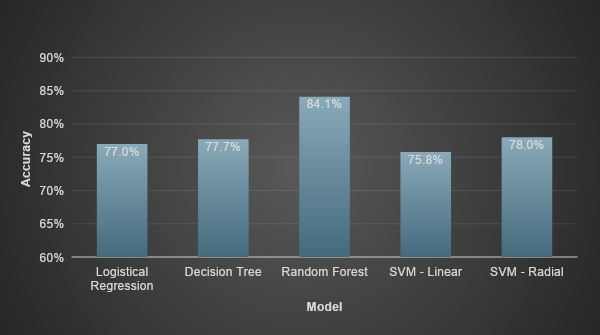 90%
85%
80%
75%
70%
65%
60%
Accuracy
77.0%
77.7%
84.1%
75.8%
78.0%
Logistical
Regression
Decision Tree
Random Forest
SVM - Linear
SVM - Radial
Model